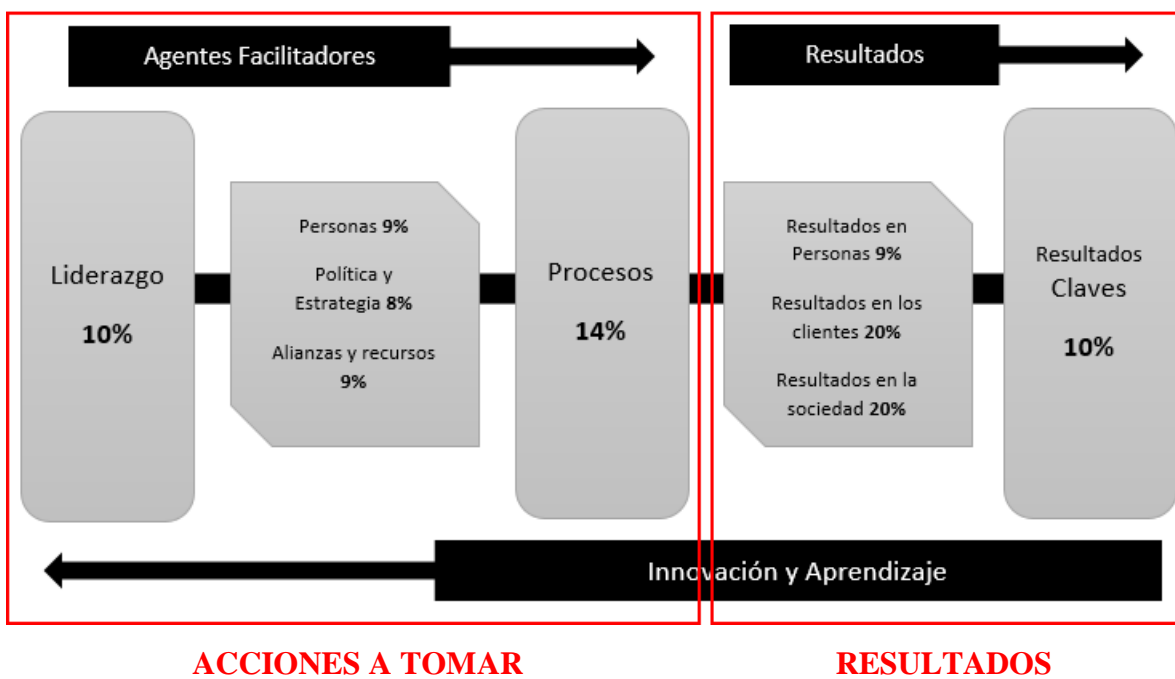 Agentes Facilitadores
Resultados
Liderazgo
10%
Personas 9%
Política y
Estrategia 8%
Alianzas y recursos
9%
Procesos
14%
Resultados en
Personas 9%
Resultados en los
clientes 20%
Resultados en la
sociedad 20%
Resultados
Claves
10%
Innovación y Aprendizaje
ACCIONES A TOMAR
RESULTADOS